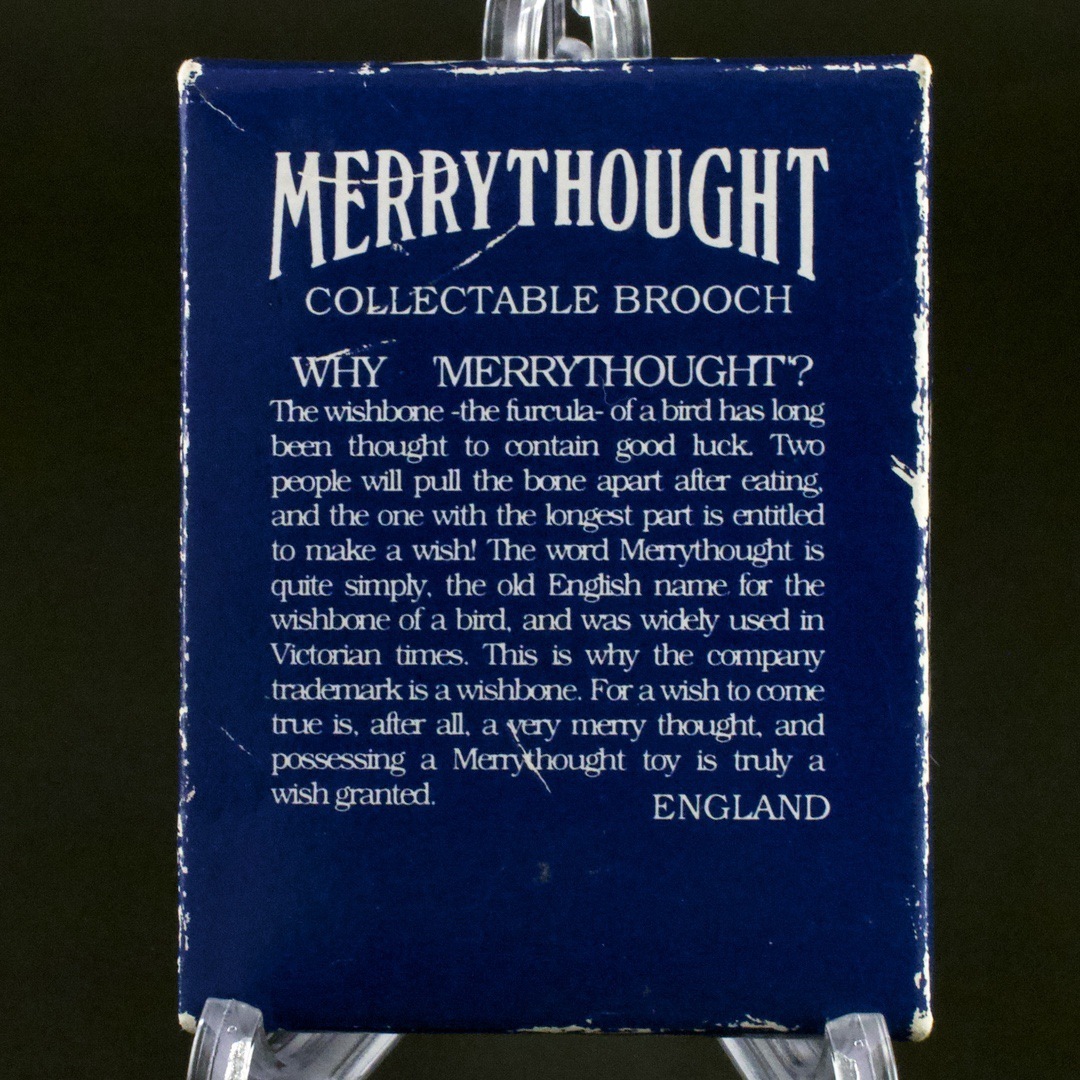 MERRYTHOUGHT
COLLECTABLE BROOCH
WHY 'MERRYTHOUGHT'?
The wishbone -the furcula- of a bird has long
been thought to contain good luck. Two
people will pull the bone apart after eating,
and the one with the longest part is entitled
to make a wish! The word Merrythought is
quite simply, the old English name for the
wishbone of a bird, and was widely used in
Victorian times. This is why the company
trademark is a wishbone. For a wish to come
true is, after all, a very merry thought, and
possessing a Merrythought toy is truly a
wish granted.
ENGLAND